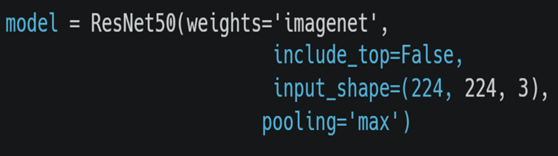 model = ResNet50(weights='imagenet',
include_top=False,
input_shape=(224, 224, 3),
pooling='max')